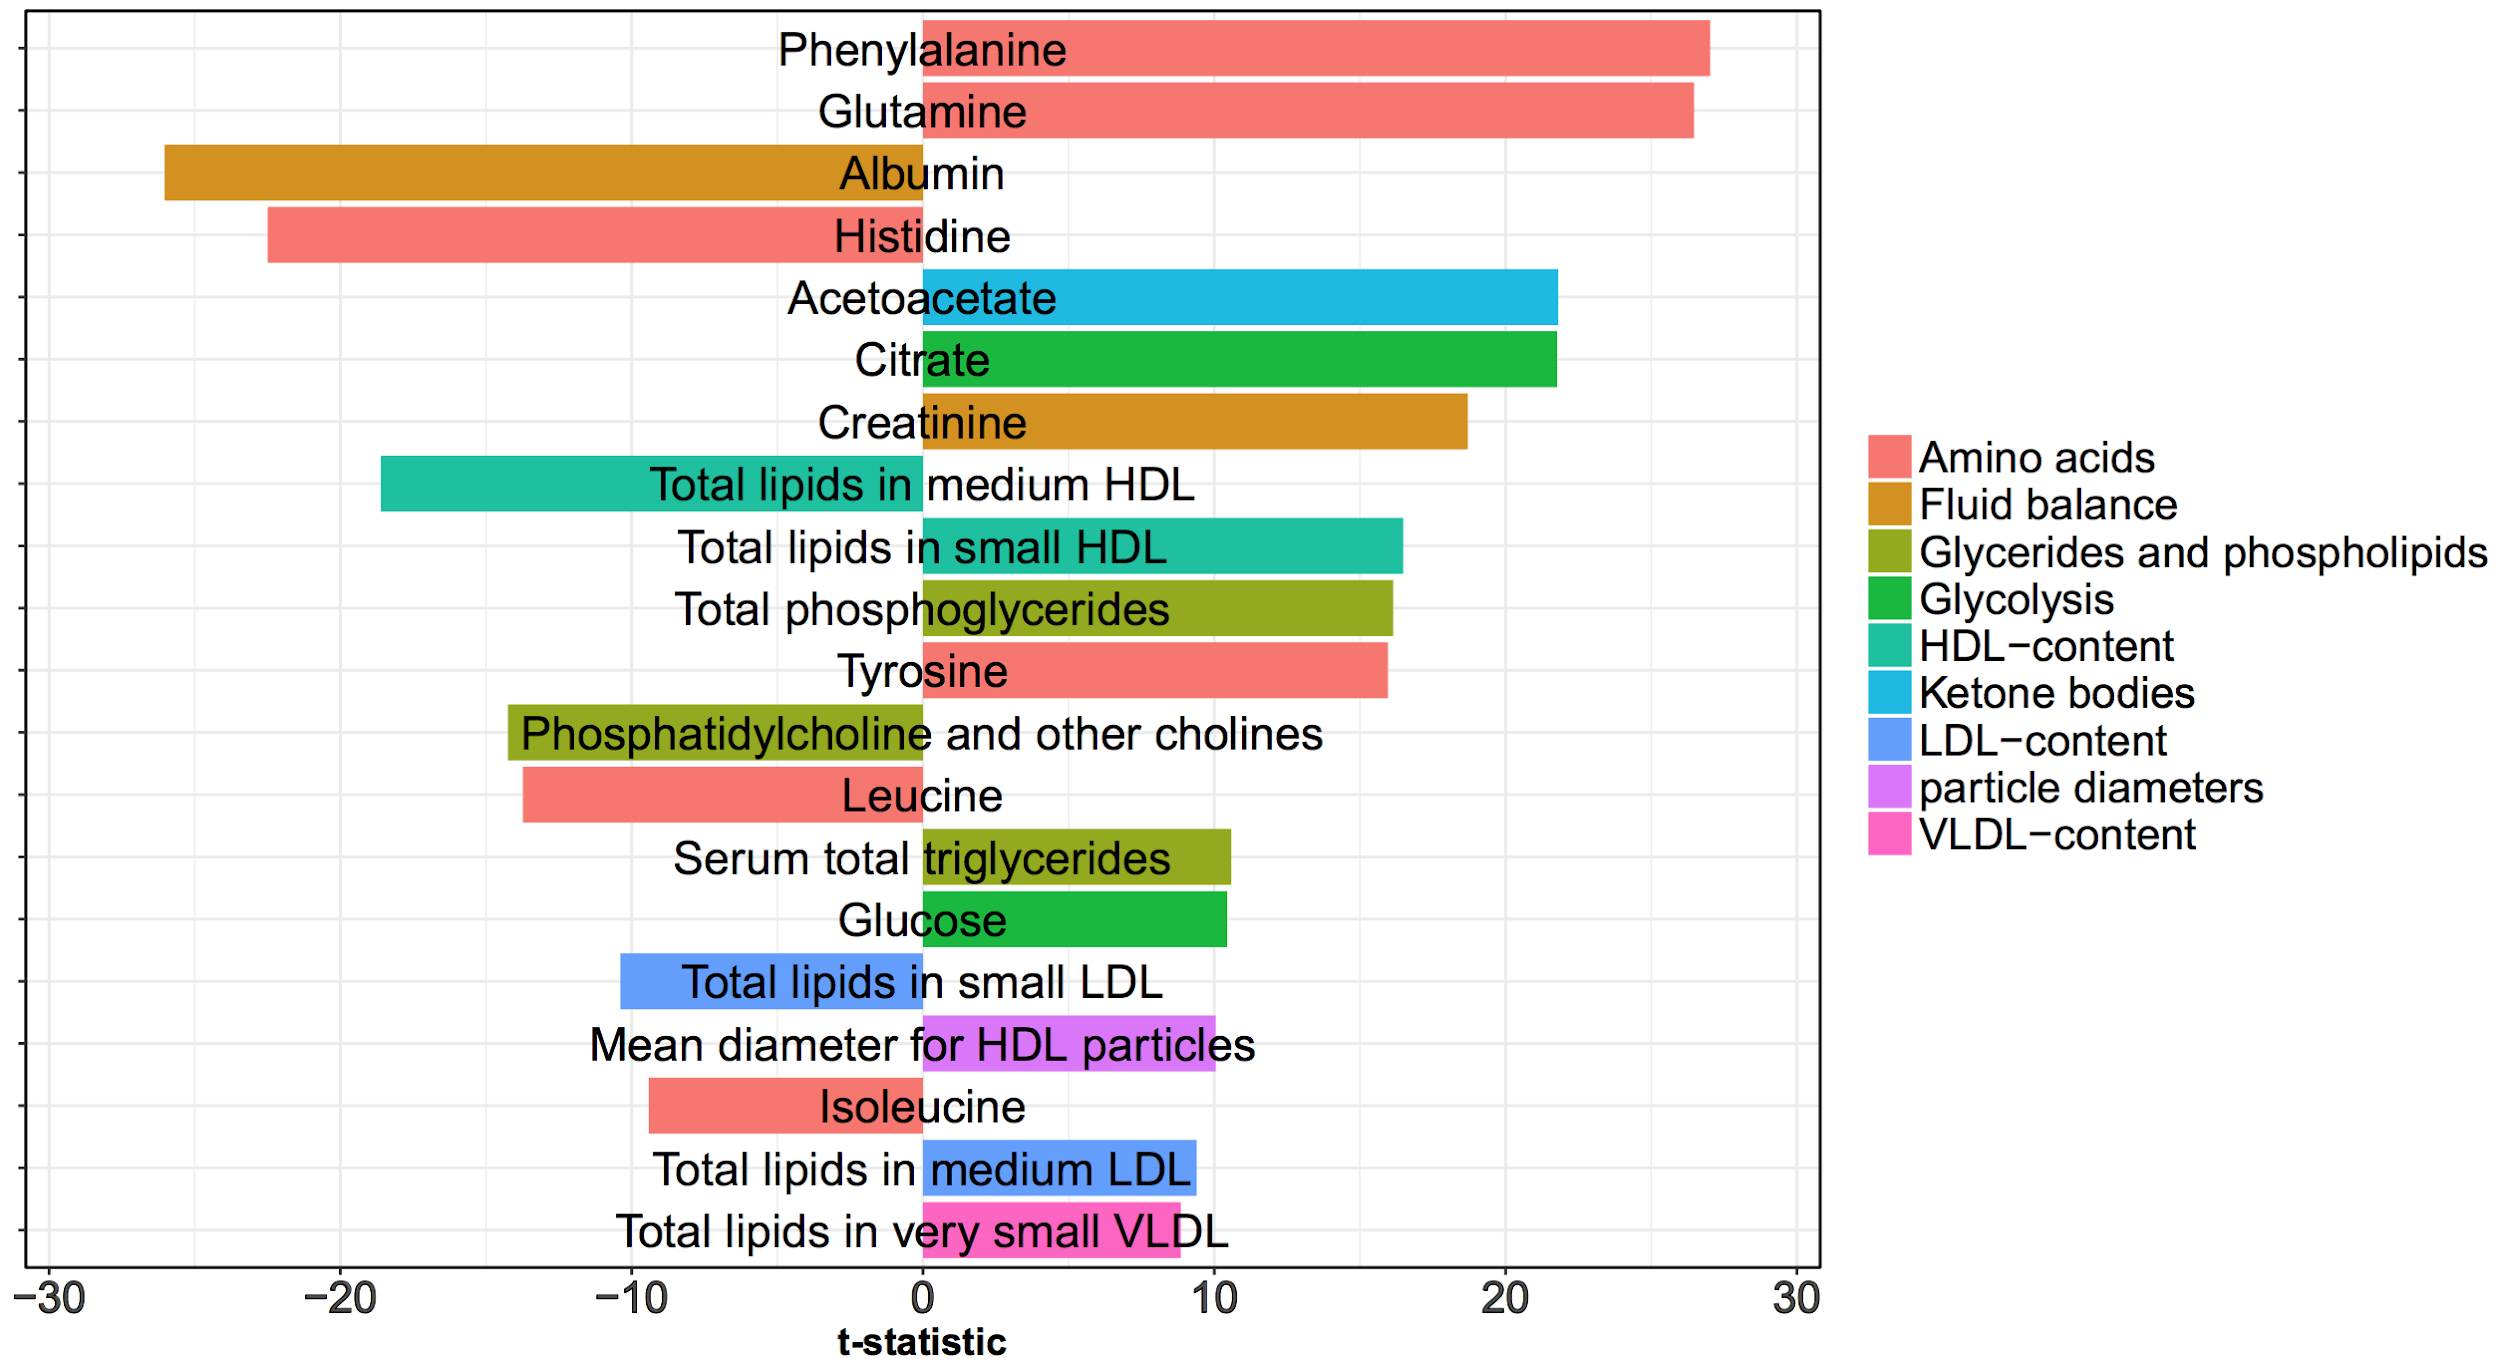 Phenylalanine
Glutamine
Albumin
Histidine
Acetoacetate
Citrate
Creatinine
Total lipids in medium HDL
Total lipids in small HDL
Total phosphoglycerides
Tyrosine
Phosphatidylcholine and other cholines
Leucine
Serum total triglycerides
Glucose
Total lipids in small LDL
Mean diameter for HDL particles
Isoleucine
Total lipids in medium LDL
Total lipids in very small VLDL
−30 −20 −10 0 10 20 30
t-statistic
Amino acids
Fluid balance
Glycerides and phospholipids
Glycolysis
HDL−content
Ketone bodies
LDL−content
particle diameters
VLDL−content